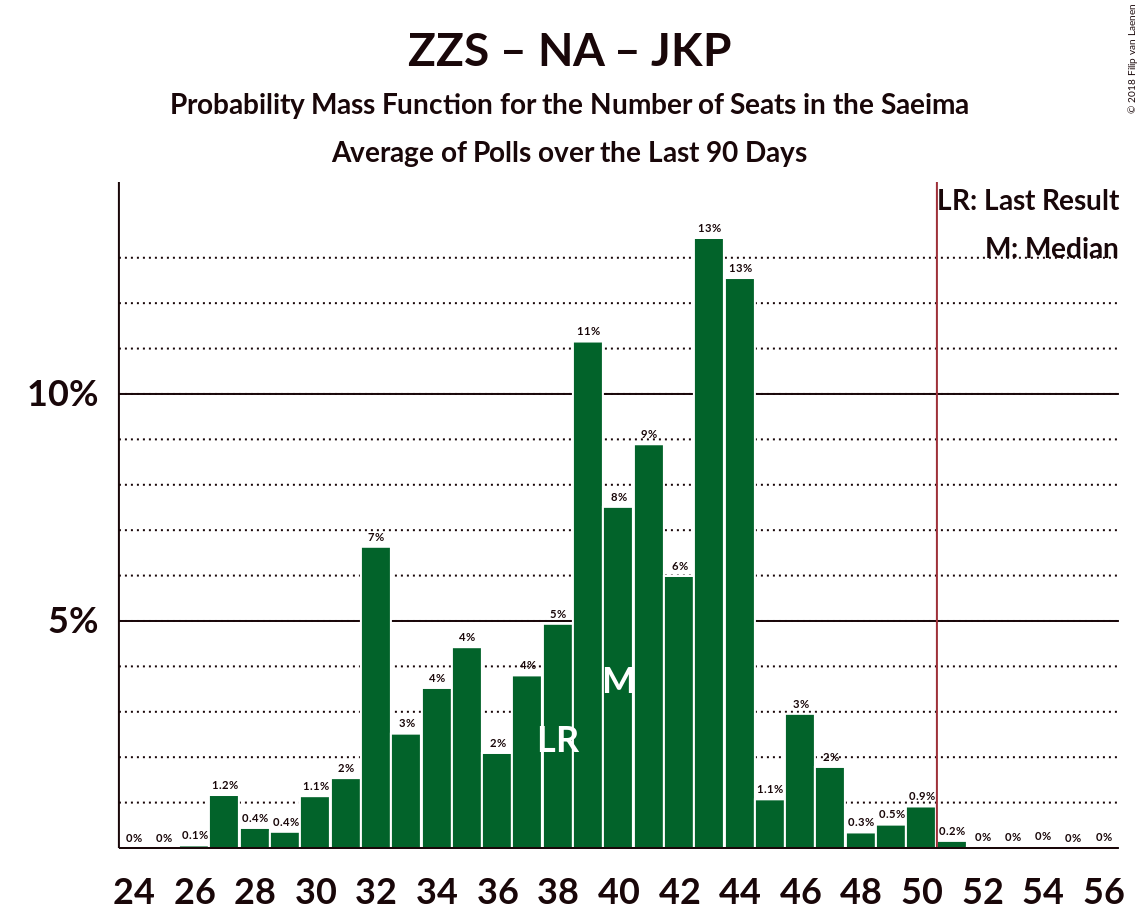 ZZS – NA – JKP
Probability Mass Function for the Number of Seats in the Saeima
Average of Polls over the Last 90 Days
© 2018 Filip van Laenen
LR: Last Result
M: Median
10%
5%
0% 0% 0.1% 1.2% 0.4% 0.4% 1.1% 2% 7% 3% 4% 4% 2% 4% 5% 11% 8% 9% 6% 13% 13% 1.1% 3% 2% 0.3% 0.5% 0.9% 0.2% 0% 0% 0% 0% 0%
M
LR
24 26 28 30 32 34 36 38 40 42 44 46 48 50 52 54 56